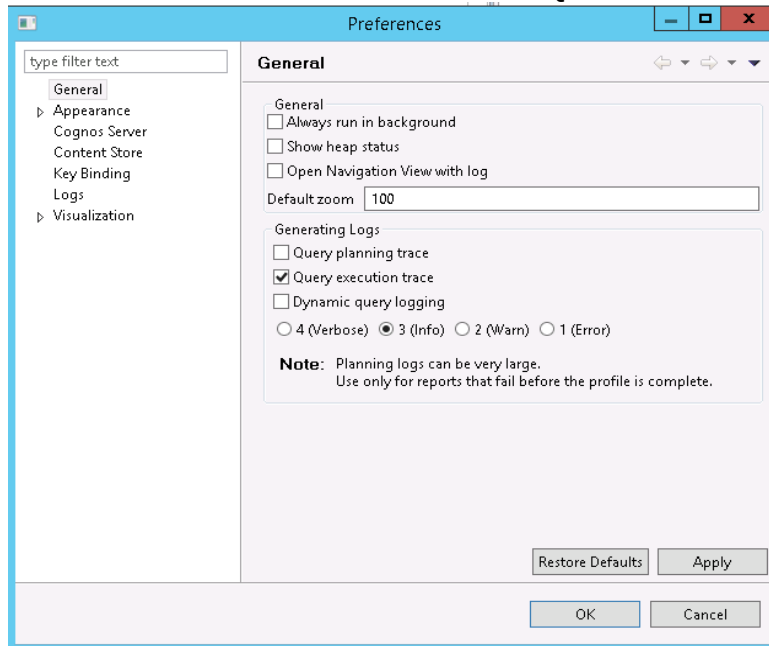 Preferences
type filter text
General
Appearance
Cognos Server
Content Store
Key Binding
Logs
Visualization
General
General
Always run in background
Show heap status
Open Navigation View with log
Default zoom 100
Generating Logs
Query planning trace
Query execution trace
Dynamic query logging
4 (Verbose) 3 (Info) 2 (Warn) 1 (Error)
Note: Planning logs can be very large.
Use only for reports that fail before the profile is complete.
Restore Defaults Apply
OK Cancel